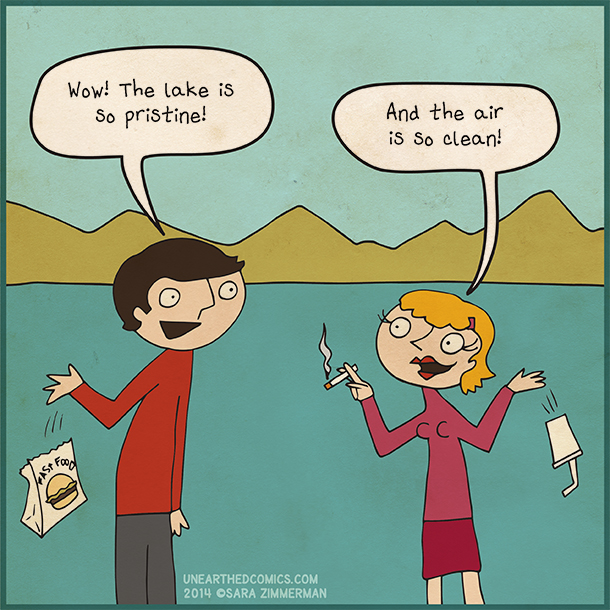 Wow! The lake is
so pristine!
And the air
is so clean!
FAST FOOD
UNEARTHEDCOMICS.COM
2014 ©SARA ZIMMERMAN